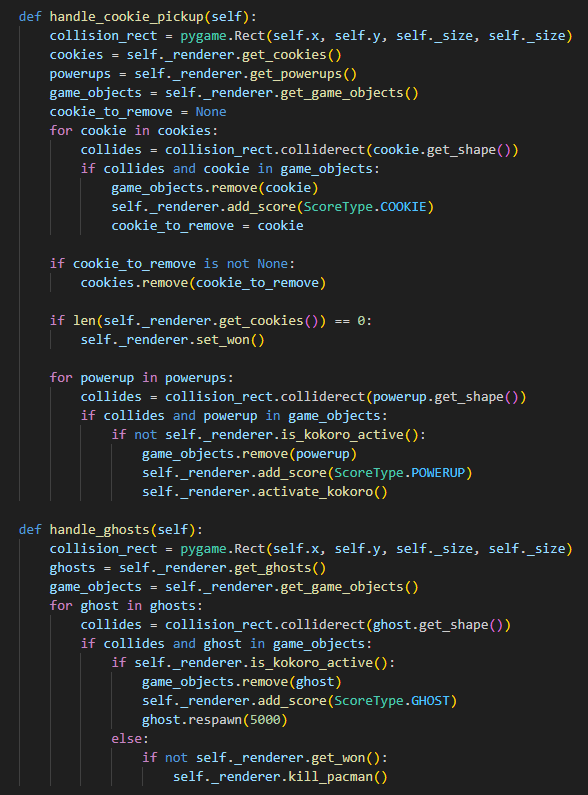 def handle_cookie_pickup(self):
    collision_rect = pygame.Rect(self.x, self.y, self._size, self._size)
    cookies = self._renderer.get_cookies()
    powerups = self._renderer.get_powerups()
    game_objects = self._renderer.get_game_objects()
    cookie_to_remove = None
    for cookie in cookies:
        collides = collision_rect.colliderect(cookie.get_shape())
        if collides and cookie in game_objects:
            game_objects.remove(cookie)
            self._renderer.add_score(ScoreType.COOKIE)
            cookie_to_remove = cookie

    if cookie_to_remove is not None:
        cookies.remove(cookie_to_remove)

    if len(self._renderer.get_cookies()) == 0:
        self._renderer.set_won()

    for powerup in powerups:
        collides = collision_rect.colliderect(powerup.get_shape())
        if collides and powerup in game_objects:
            if not self._renderer.is_kokoro_active():
                game_objects.remove(powerup)
                self._renderer.add_score(ScoreType.POWERUP)
                self._renderer.activate_kokoro()

def handle_ghosts(self):
    collision_rect = pygame.Rect(self.x, self.y, self._size, self._size)
    ghosts = self._renderer.get_ghosts()
    game_objects = self._renderer.get_game_objects()
    for ghost in ghosts:
        collides = collision_rect.colliderect(ghost.get_shape())
        if collides and ghost in game_objects:
            if self._renderer.is_kokoro_active():
                game_objects.remove(ghost)
                self._renderer.add_score(ScoreType.GHOST)
                ghost.respawn(5000)
            else:
                if not self._renderer.get_won():
                    self._renderer.kill_pacman()